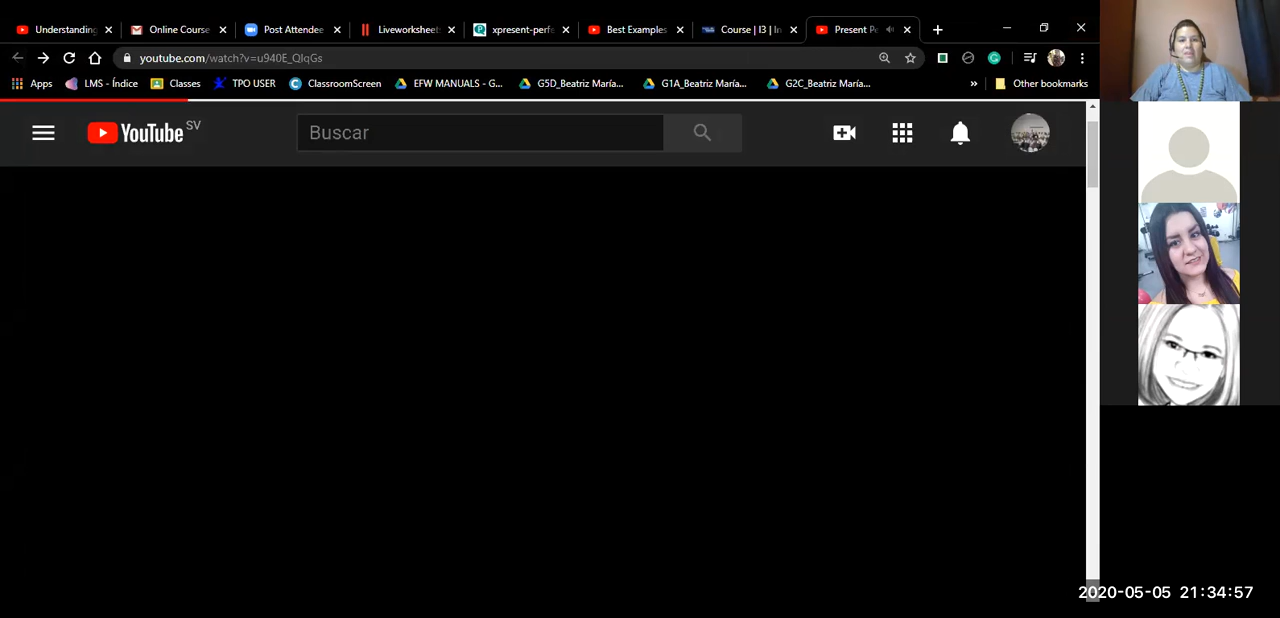 Understanding
Online Course
Post Attendee
Liveworksheet
xpresent-perfe
Best Examples
Course | I3 | In
Present Pe
youtube.com/watch?v=u940E_QIqGs
Apps
LMS - Índice
Classes
TPO USER
ClassroomScreen
EFW MANUALS - G...
G5D_Beatriz María...
G1A_Beatriz María...
G2C_Beatriz María...
»
Other bookmarks
YouTube SV
Buscar
2020-05-05 21:34:57